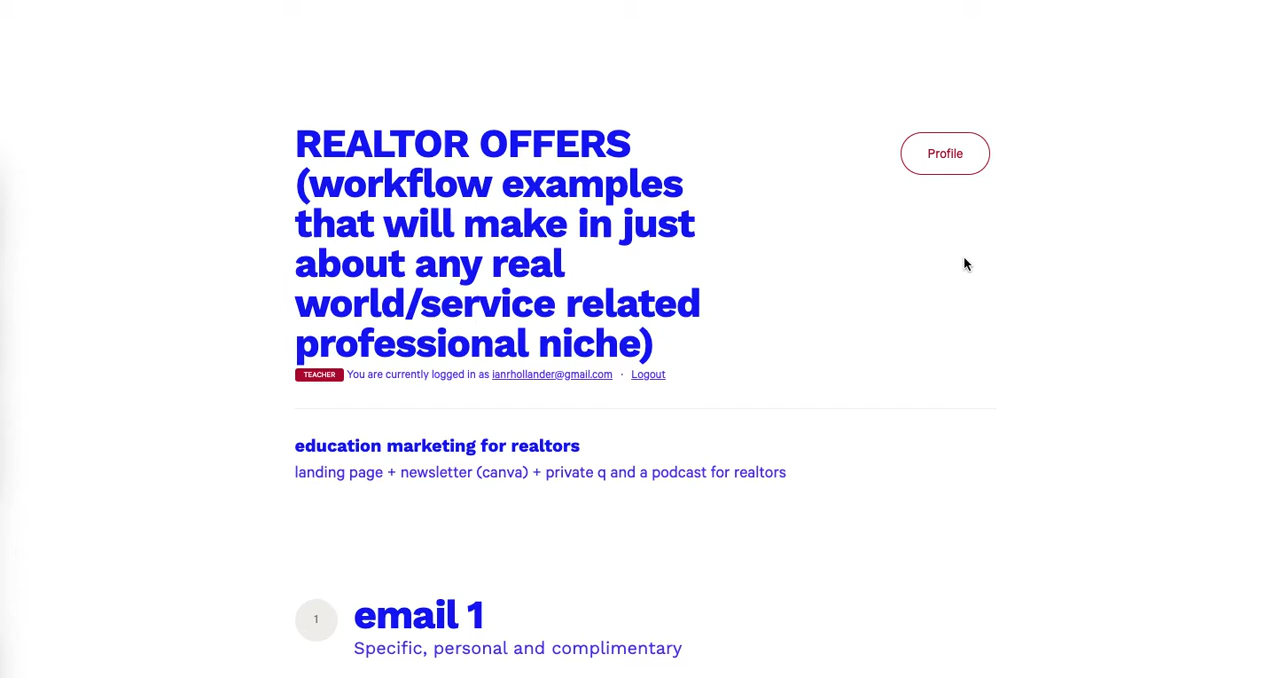 REALTOR OFFERS
(workflow examples
that will make in just
about any real
world/service related
professional niche)
Profile
TEACHER You are currently logged in as ianrhollander@gmail.com · Logout
education marketing for realtors
landing page + newsletter (canva) + private q and a podcast for realtors
1
email 1
Specific, personal and complimentary